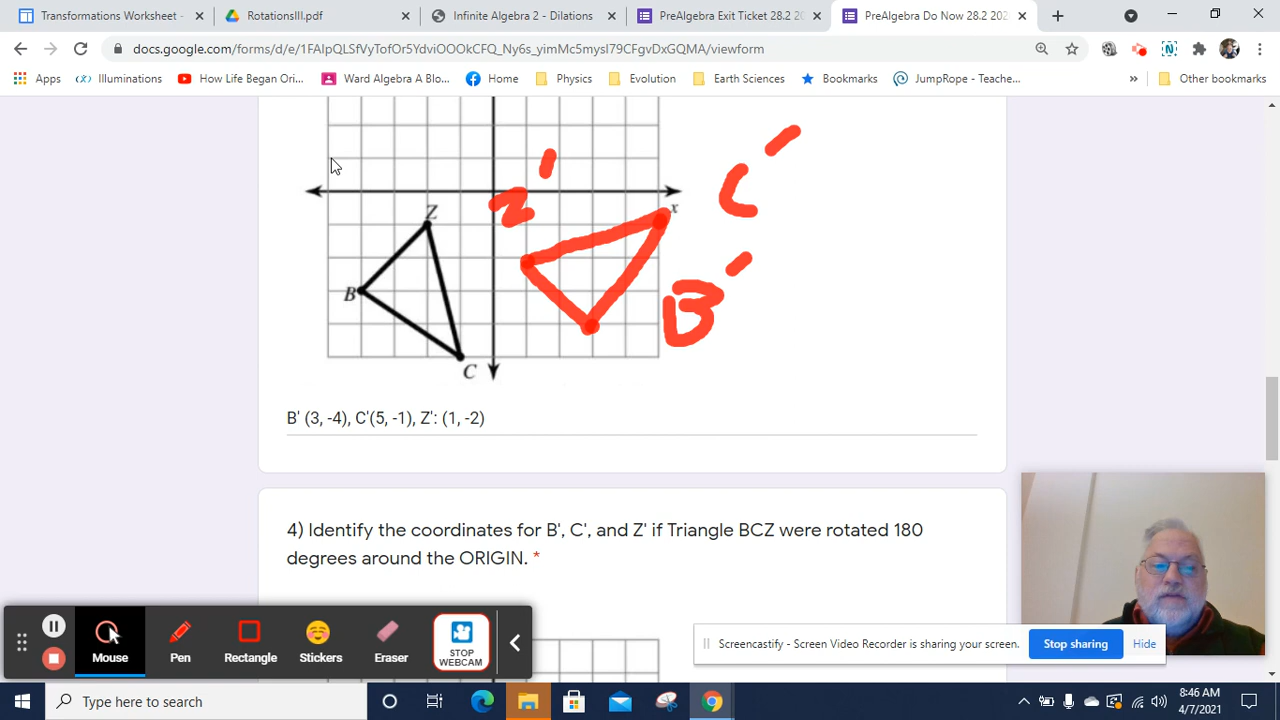 Transformations Worksheet -
RotationsIII.pdf
Infinite Algebra 2 - Dilations
PreAlgebra Exit Ticket 28.2 202
PreAlgebra Do Now 28.2 202
docs.google.com/forms/d/e/1FAIpQLSfVyTofOr5YdviOOOkCFQ_Ny6s_yimMc5mysl79CFgvDxGQMA/viewform
Apps
(x) Illuminations
How Life Began Ori...
Ward Algebra A Blo...
Home
Physics
Evolution
Earth Sciences
Bookmarks
JumpRope - Teache...
»
Other bookmarks
Z'
C'
x
Z
B
B'
C
B' (3, -4), C'(5, -1), Z': (1, -2)
4) Identify the coordinates for B', C', and Z' if Triangle BCZ were rotated 180
degrees around the ORIGIN. *
Mouse
Pen
Rectangle
Stickers
Eraser
STOP
WEBCAM
Screencastify - Screen Video Recorder is sharing your screen.
Stop sharing
Hide
Type here to search
8:46 AM
4/7/2021